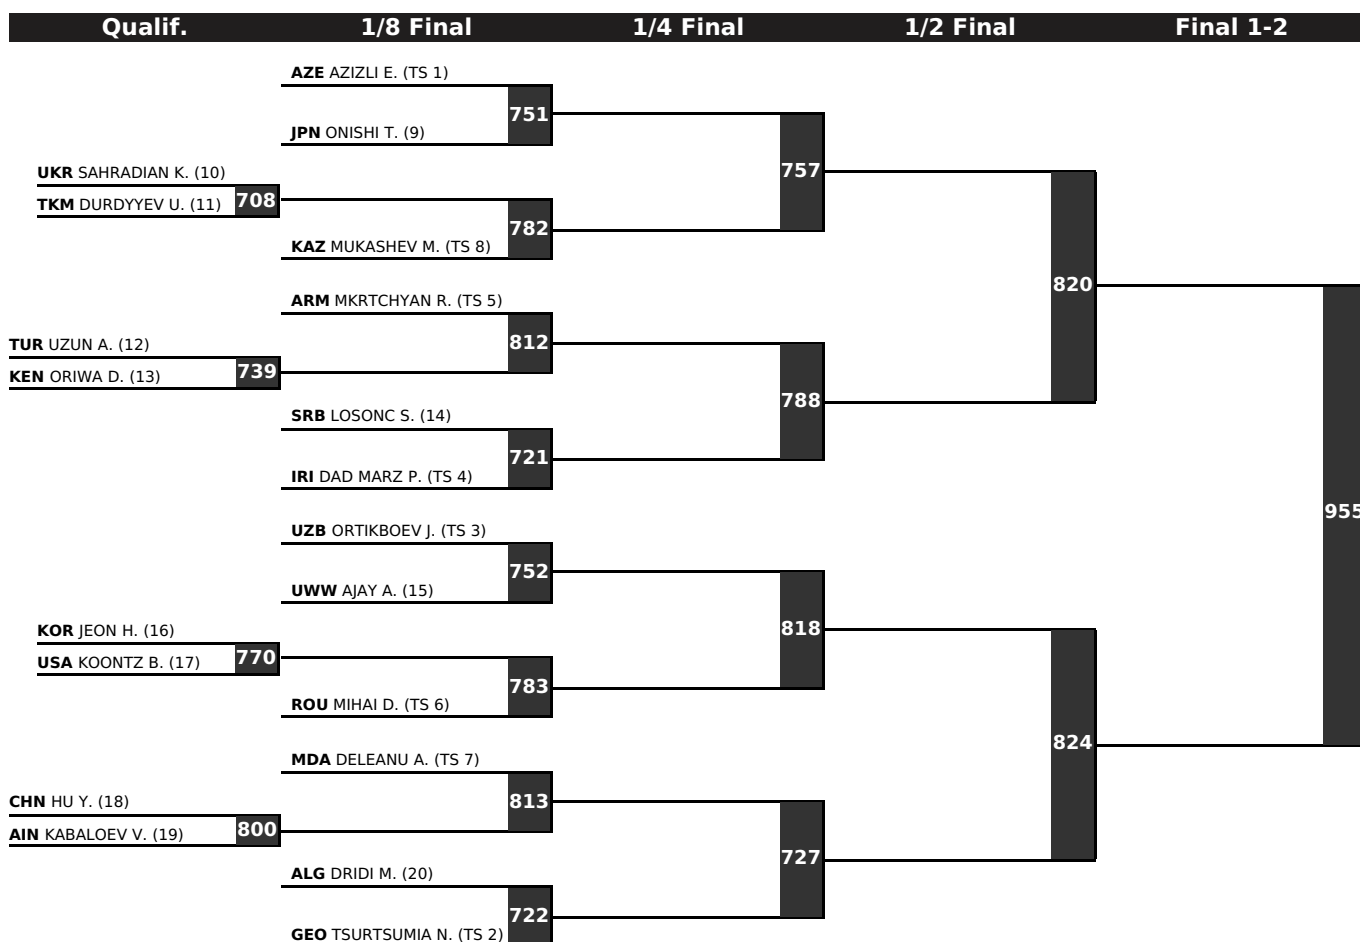 Qualif. 1/8 Final 1/4 Final 1/2 Final Final 1-2
AZE AZIZLI E. (TS 1)
751
JPN ONISHI T. (9)
757
UKR SAHRADIAN K. (10)
TKM DURDYYEV U. (11) 708
782
KAZ MUKASHEV M. (TS 8)
820
ARM MKRTCHYAN R. (TS 5)
812
TUR UZUN A. (12)
KEN ORIWA D. (13) 739
788
SRB LOSONC S. (14)
721
IRI DAD MARZ P. (TS 4)
955
UZB ORTIKBOEV J. (TS 3)
752
UWW AJAY A. (15)
818
KOR JEON H. (16)
USA KOONTZ B. (17) 770
783
ROU MIHAI D. (TS 6)
824
MDA DELEANU A. (TS 7)
813
CHN HU Y. (18)
AIN KABALOEV V. (19) 800
727
ALG DRIDI M. (20)
722
GEO TSURTSUMIA N. (TS 2)